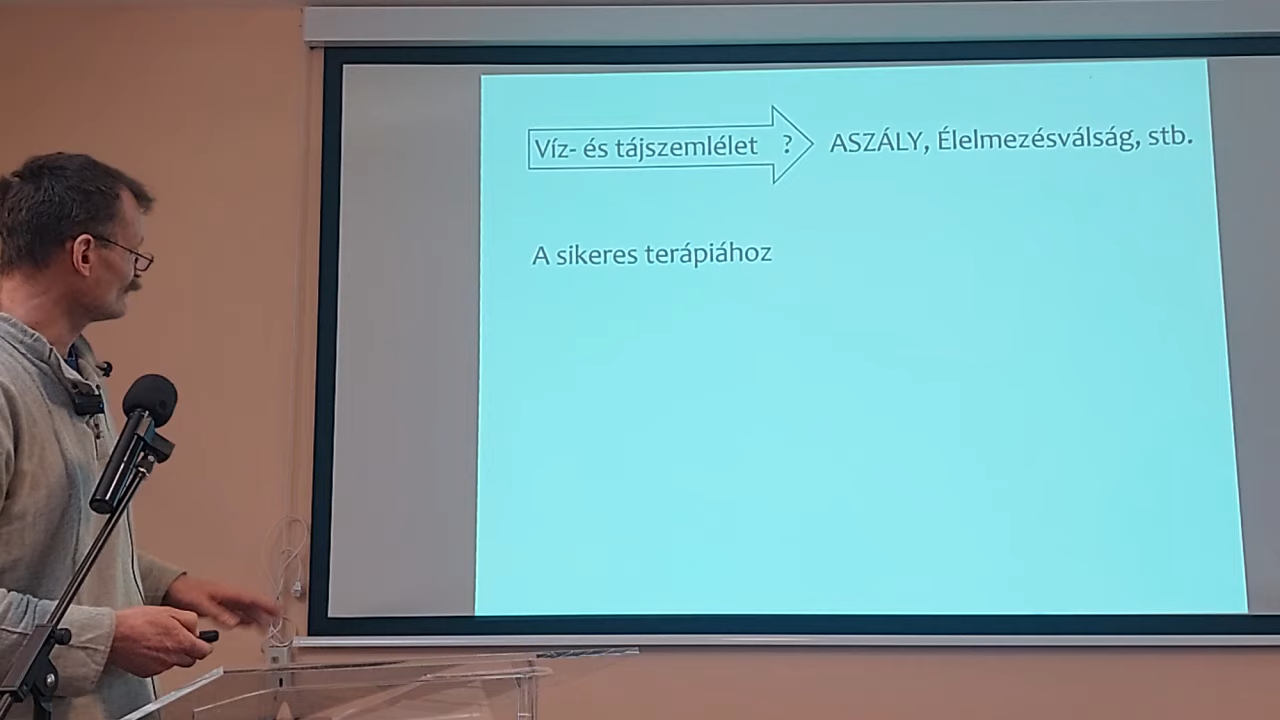 Víz- és tájszemlélet ? ASZÁLY, Élelmezésválság, stb.
A sikeres terápiához